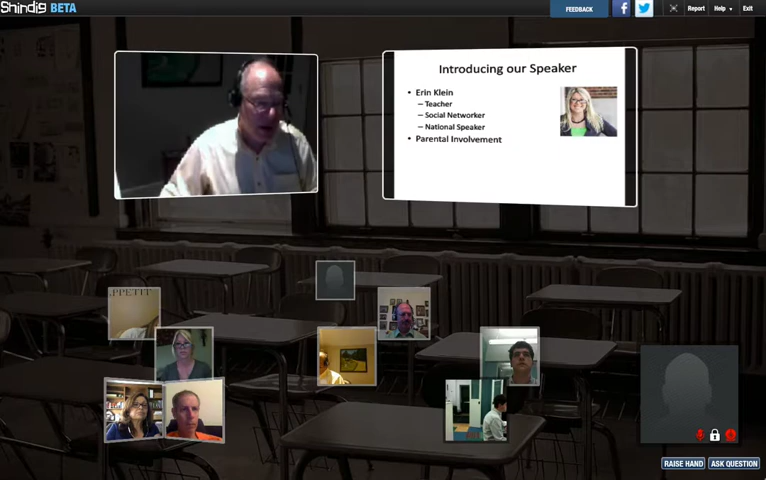 Shindig BETA
FEEDBACK
Report
Help
Exit
Introducing our Speaker
• Erin Klein
– Teacher
– Social Networker
– National Speaker
• Parental Involvement
APPETIT
RAISE HAND
ASK QUESTION